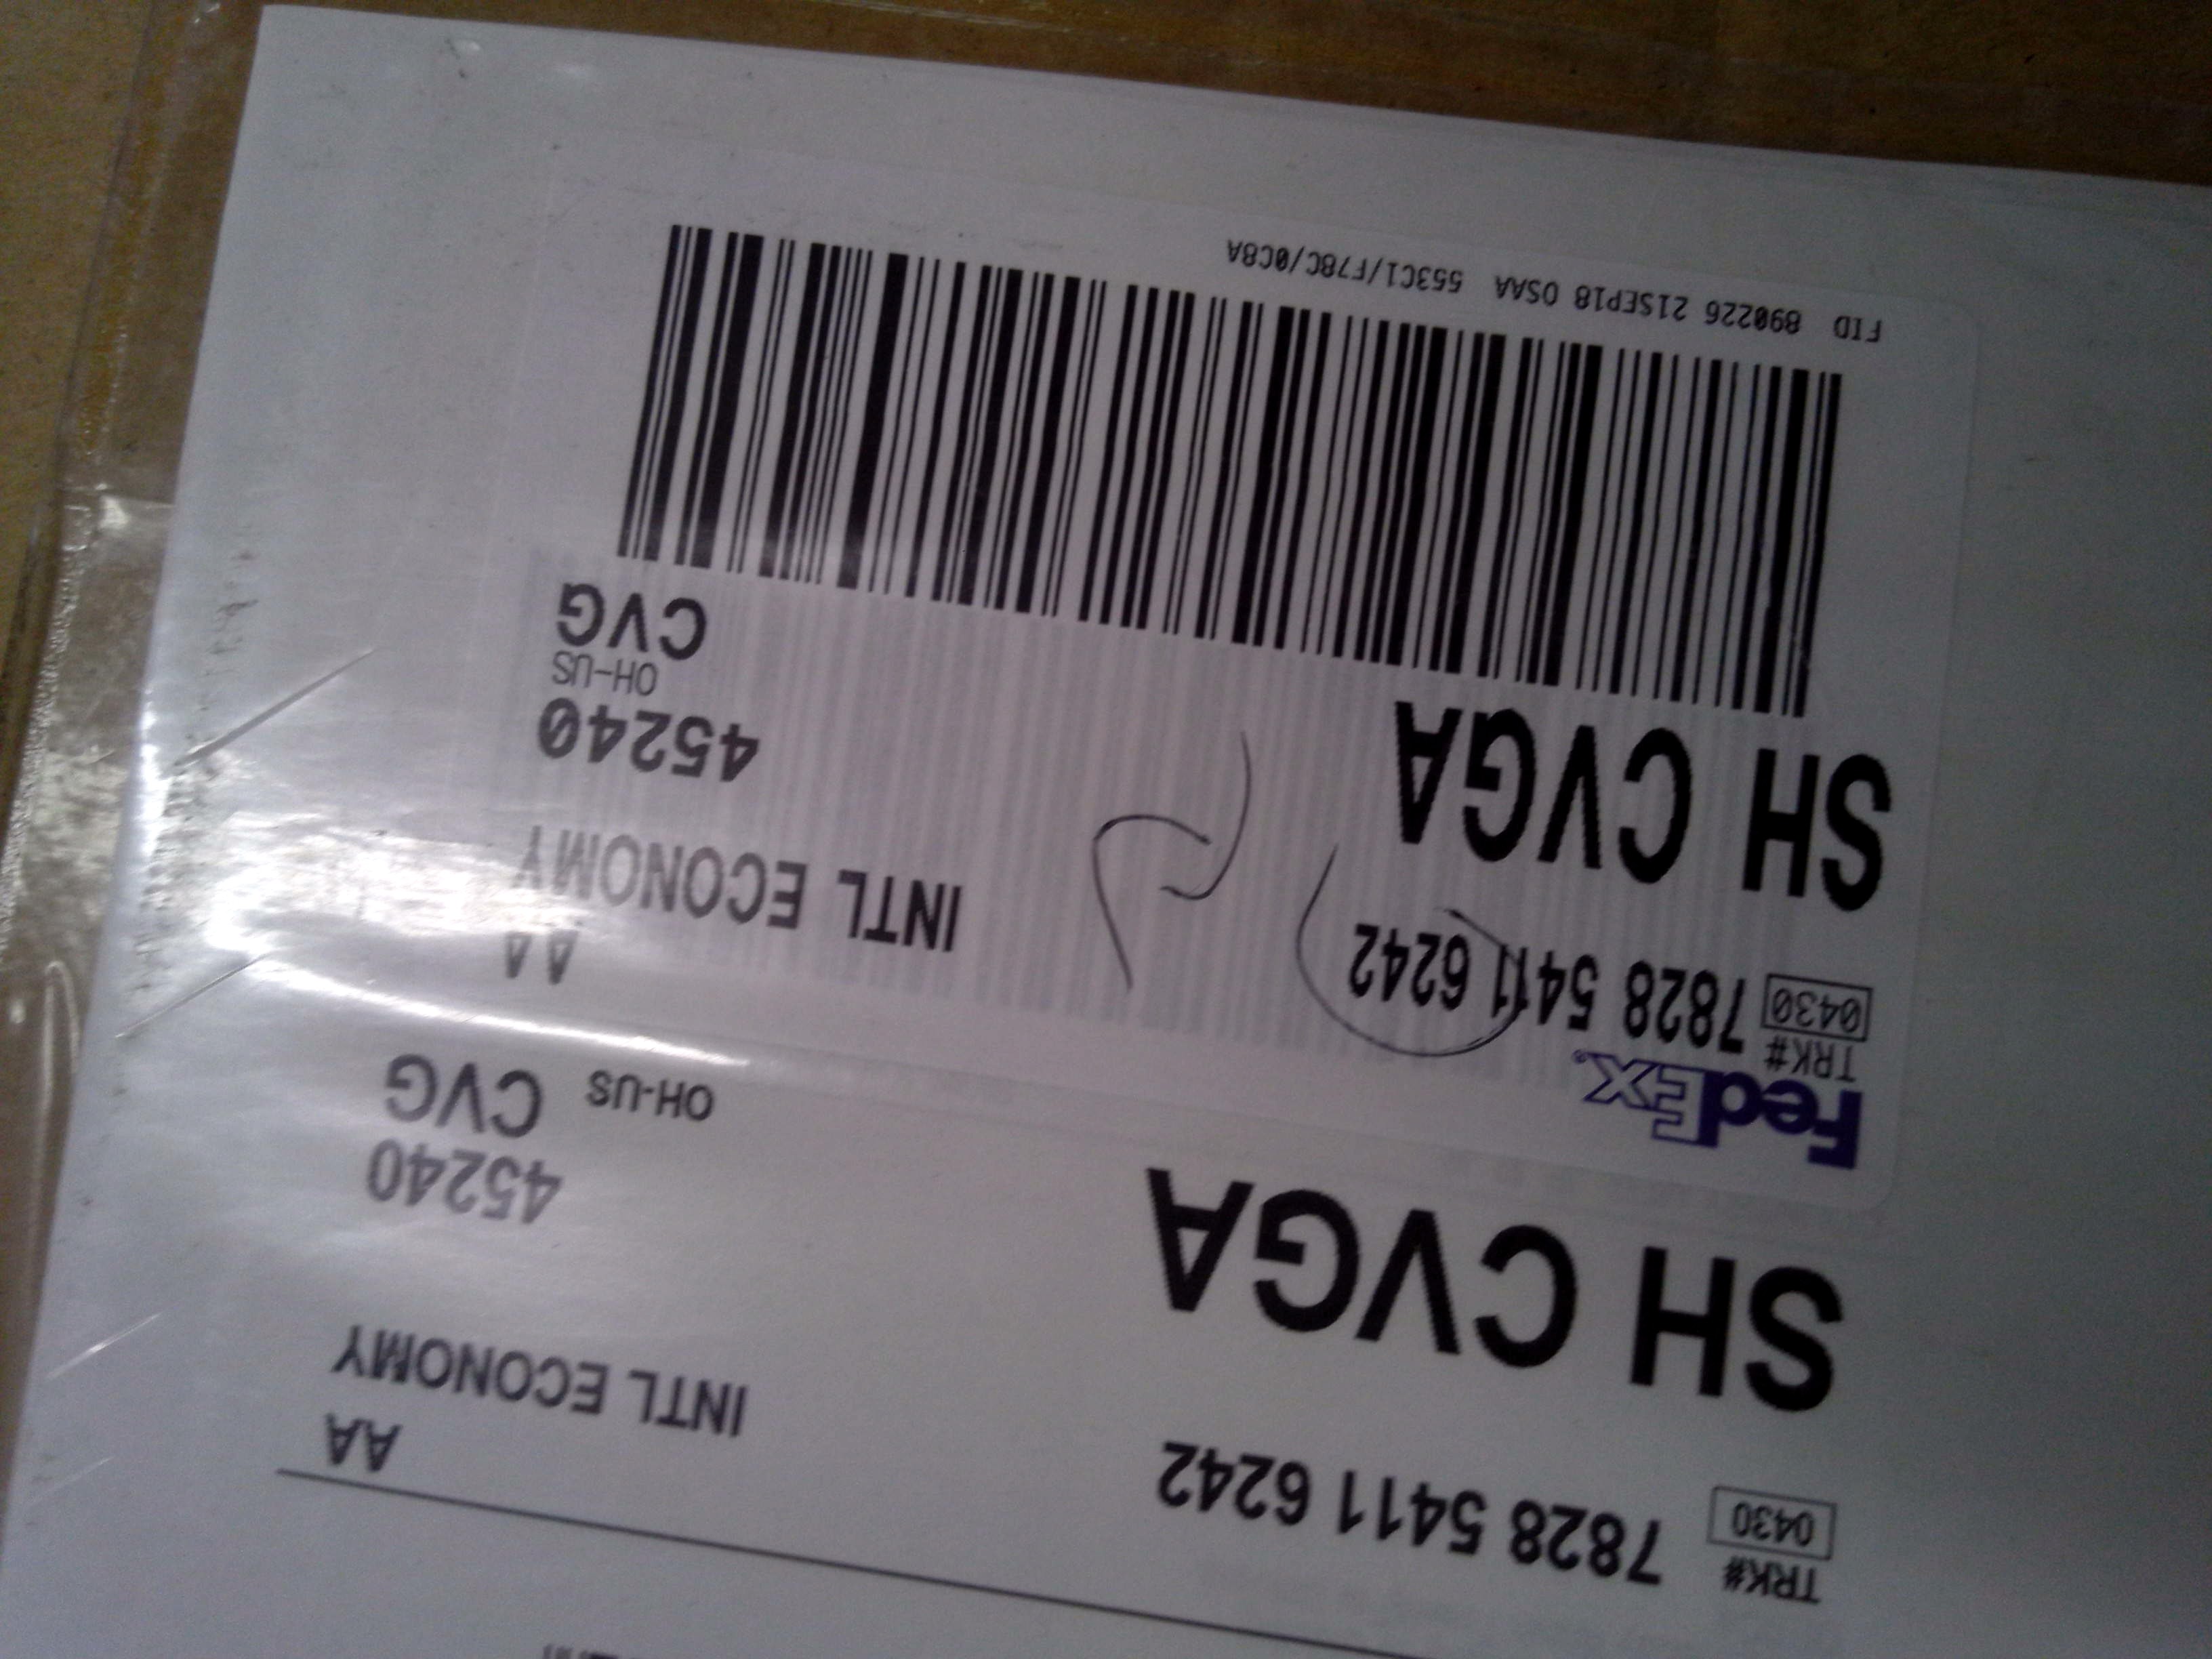 TRK#
0430
7828 5411 6242
AA
INTL ECONOMY
SH CVGA
45240
OH-US
CVG
FedEx®
TRK#
0430
7828 5411 6242
AA
INTL ECONOMY
SH CVGA
45240
OH-US
CVG
FID 890226 21SEP18 OSAA 553C1/F78C/0C8A